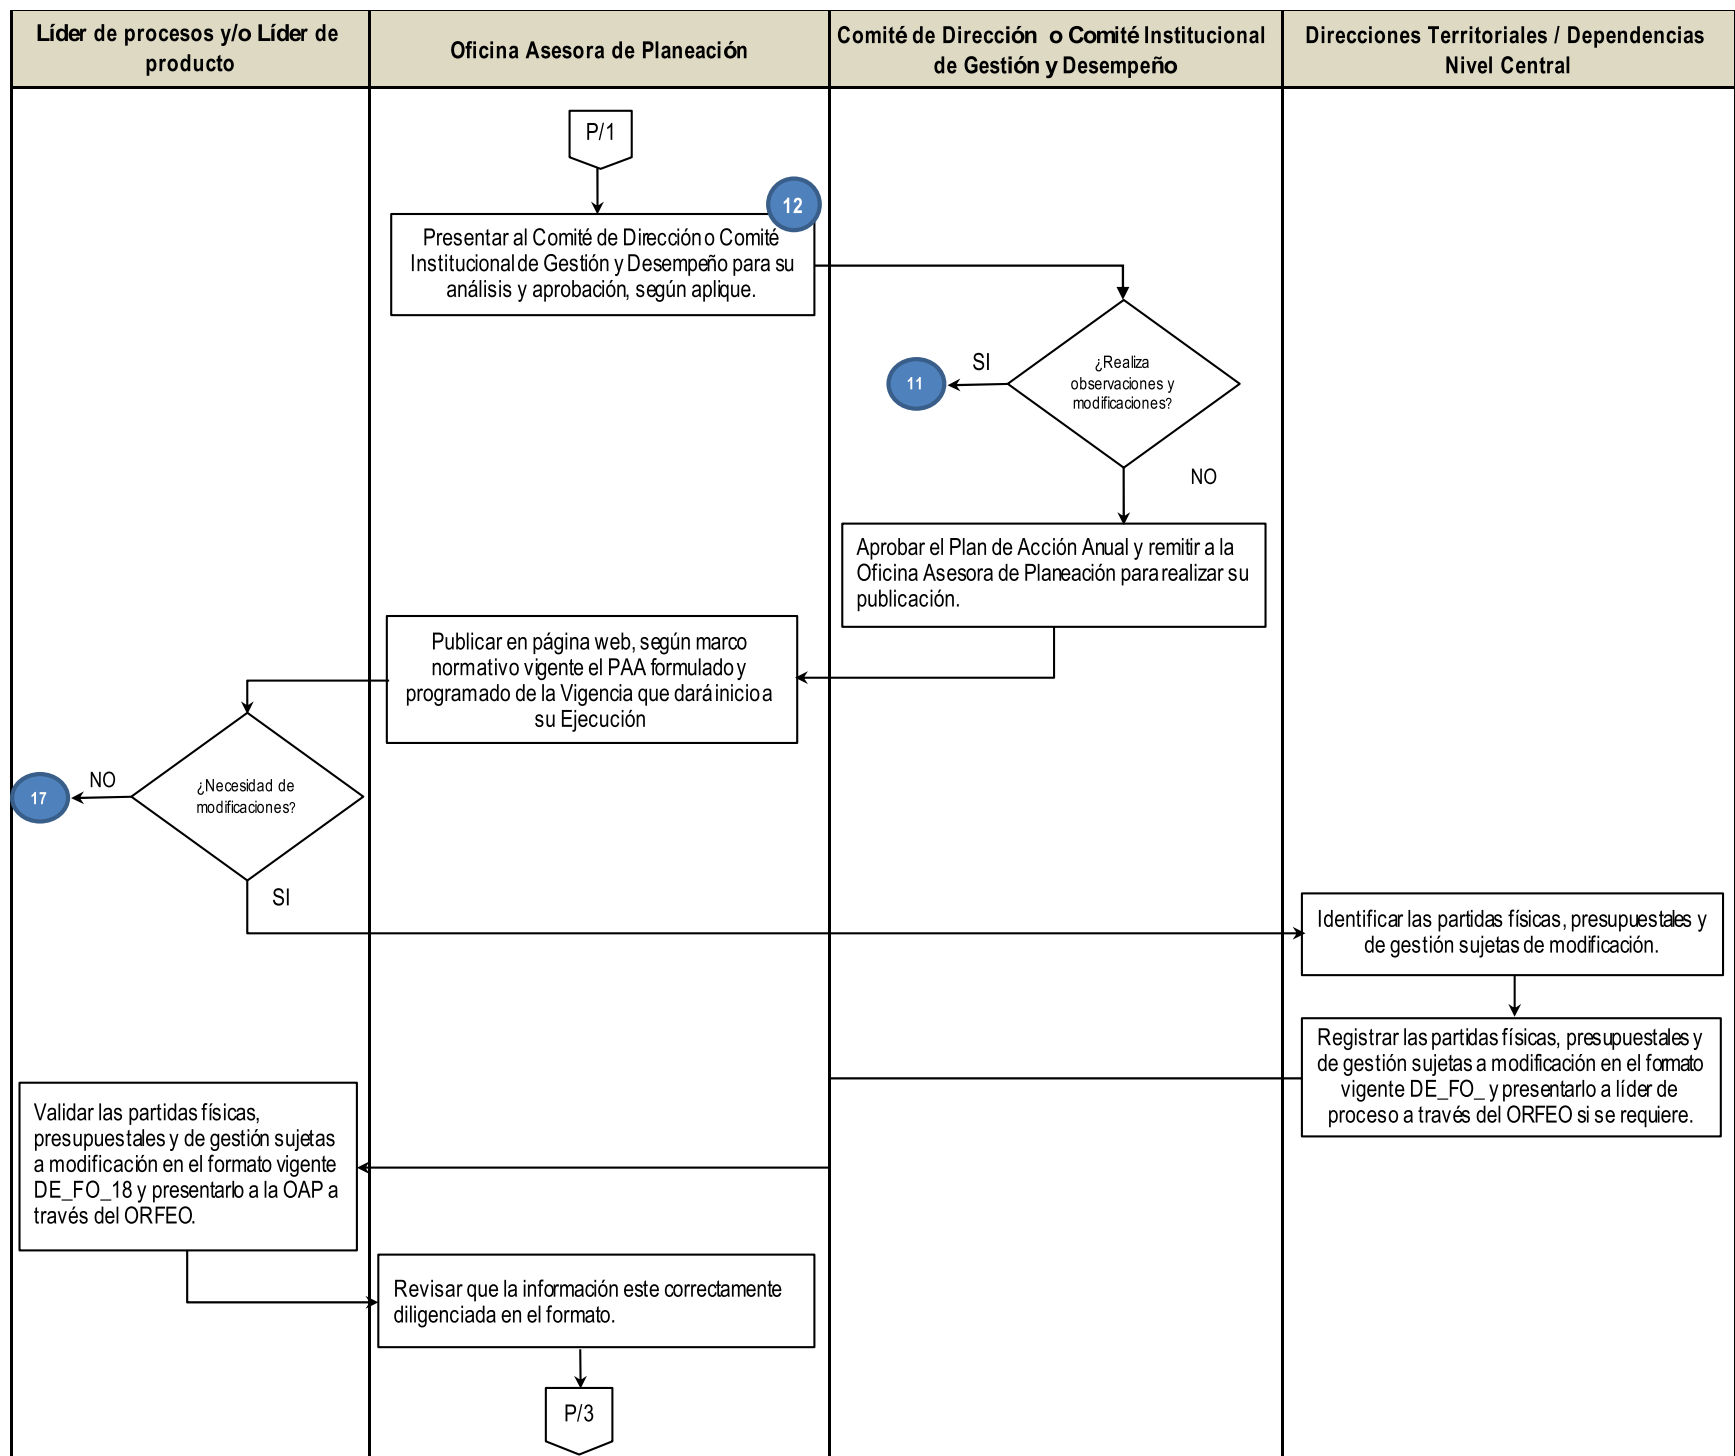 Líder de procesos y/o Líder de
producto
Oficina Asesora de Planeación
Comité de Dirección o Comité Institucional
de Gestión y Desempeño
Direcciones Territoriales / Dependencias
Nivel Central
P/1
12
Presentar al Comité de Dirección o Comité
Institucional de Gestión y Desempeño para su
análisis y aprobación, según aplique.
¿Realiza
observaciones y
modificaciones?
SI
11
NO
Aprobar el Plan de Acción Anual y remitir a la
Oficina Asesora de Planeación para realizar su
publicación.
Publicar en página web, según marco
normativo vigente el PAA formulado y
programado de la Vigencia que dará inicio a
su Ejecución
¿Necesidad de
modificaciones?
NO
17
SI
Identificar las partidas físicas, presupuestales y
de gestión sujetas de modificación.
Registrar las partidas físicas, presupuestales y
de gestión sujetas a modificación en el formato
vigente DE_FO_ y presentarlo a líder de
proceso a través del ORFEO si se requiere.
Validar las partidas físicas,
presupuestales y de gestión sujetas
a modificación en el formato vigente
DE_FO_18 y presentarlo a la OAP a
través del ORFEO.
Revisar que la información este correctamente
diligenciada en el formato.
P/3